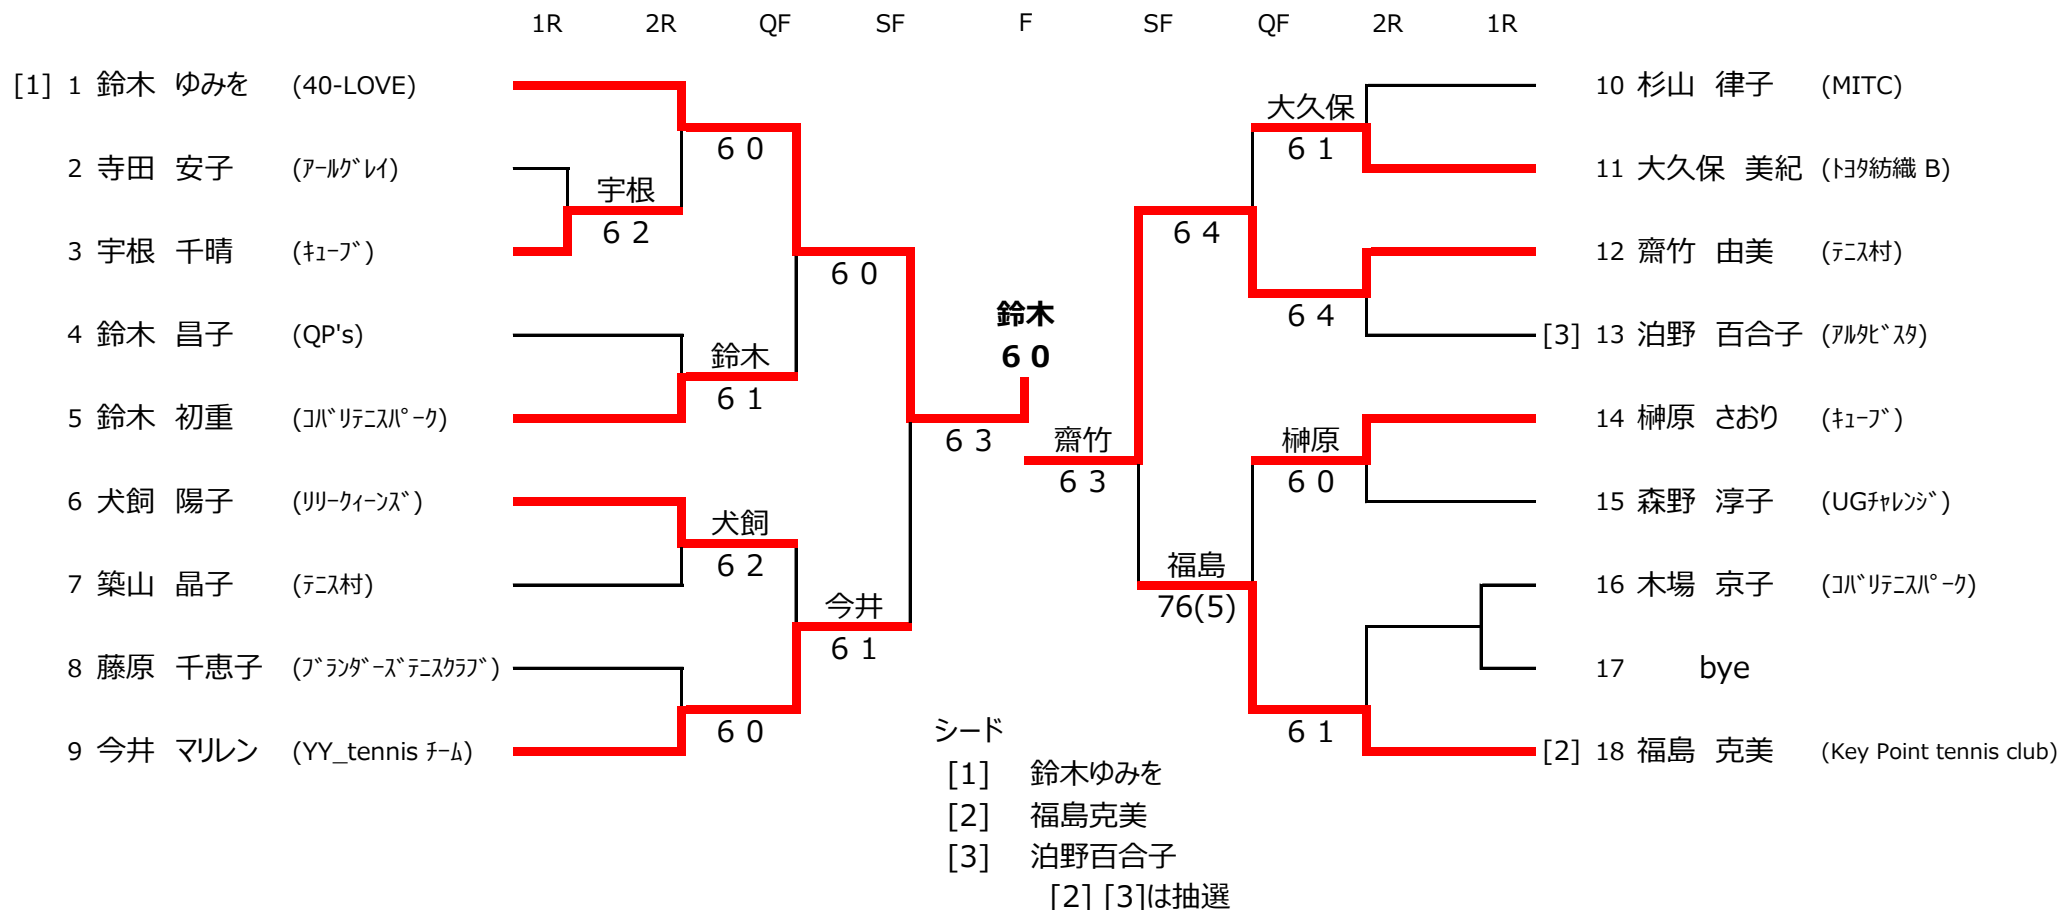 1R 2R QF SF F SF QF 2R 1R
[1] 1 鈴木 ゆみを (40-LOVE)
2 寺田 安子 (ｱｰﾙｸﾞﾚｲ)
3 宇根 千晴 (ｷｭｰﾌﾞ)
4 鈴木 昌子 (QP's)
5 鈴木 初重 (ｺﾊﾞﾘﾃﾆｽﾊﾟｰｸ)
6 犬飼 陽子 (ﾘﾘｰｸｨｰﾝｽﾞ)
7 築山 晶子 (ﾃﾆｽ村)
8 藤原 千恵子 (ﾌﾞﾗﾝﾀﾞｰｽﾞﾃﾆｽｸﾗﾌﾞ)
9 今井 マリレン (YY_tennis ﾁｰﾑ)
宇根
6 2
6 0
鈴木
6 1
犬飼
6 2
6 0
6 0
今井
6 1
6 3
鈴木
6 0
齋竹
6 3
6 4
福島
76(5)
大久保
6 1
6 4
榊原
6 0
6 1
10 杉山 律子 (MITC)
11 大久保 美紀 (ﾄﾖﾀ紡織 B)
12 齋竹 由美 (ﾃﾆｽ村)
[3] 13 泊野 百合子 (ｱﾙﾀﾋﾞｽﾀ)
14 榊原 さおり (ｷｭｰﾌﾞ)
15 森野 淳子 (UGﾁｬﾚﾝｼﾞ)
16 木場 京子 (ｺﾊﾞﾘﾃﾆｽﾊﾟｰｸ)
17 bye
[2] 18 福島 克美 (Key Point tennis club)
シード
[1] 鈴木ゆみを
[2] 福島克美
[3] 泊野百合子
[2] [3]は抽選